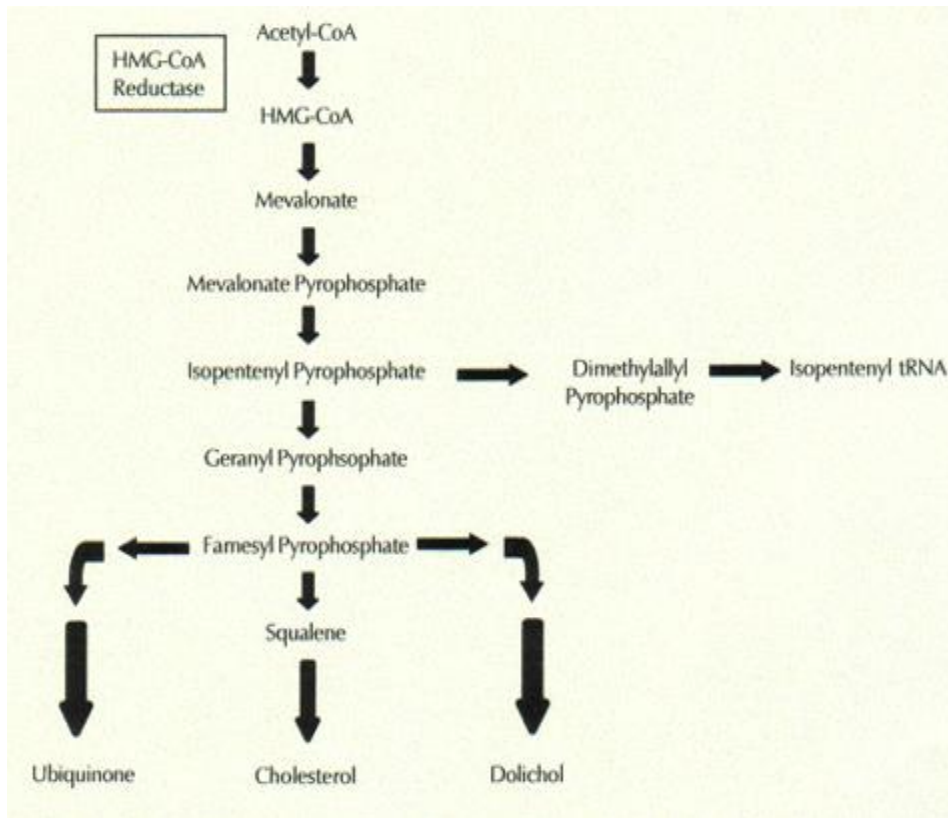 Acetyl-CoA
HMG-CoA
Reductase
HMG-CoA
Mevalonate
Mevalonate Pyrophosphate
Isopentenyl Pyrophosphate
Dimethylallyl
Pyrophosphate
Isopentenyl tRNA
Geranyl Pyrophsophate
Famesyl Pyrophosphate
Squalene
Ubiquinone
Cholesterol
Dolichol